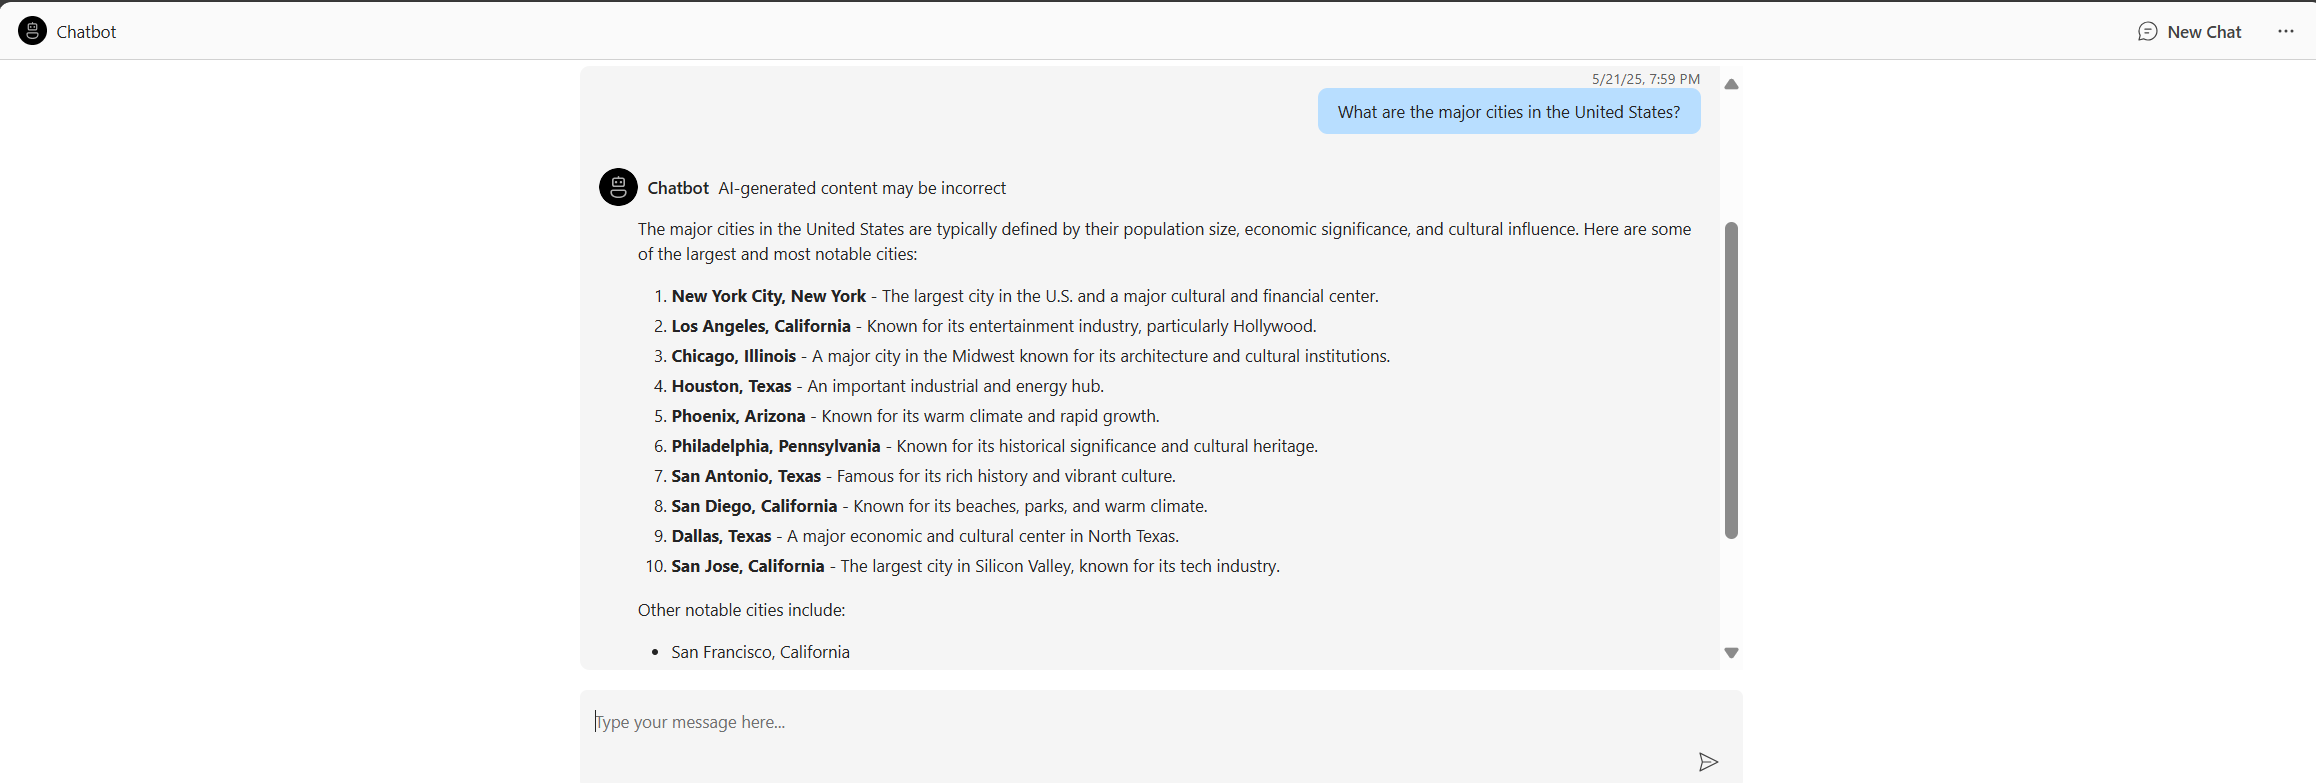 Chatbot
New Chat
5/21/25, 7:59 PM
What are the major cities in the United States?
Chatbot AI-generated content may be incorrect
The major cities in the United States are typically defined by their population size, economic significance, and cultural influence. Here are some
of the largest and most notable cities:
1. New York City, New York - The largest city in the U.S. and a major cultural and financial center.
2. Los Angeles, California - Known for its entertainment industry, particularly Hollywood.
3. Chicago, Illinois - A major city in the Midwest known for its architecture and cultural institutions.
4. Houston, Texas - An important industrial and energy hub.
5. Phoenix, Arizona - Known for its warm climate and rapid growth.
6. Philadelphia, Pennsylvania - Known for its historical significance and cultural heritage.
7. San Antonio, Texas - Famous for its rich history and vibrant culture.
8. San Diego, California - Known for its beaches, parks, and warm climate.
9. Dallas, Texas - A major economic and cultural center in North Texas.
10. San Jose, California - The largest city in Silicon Valley, known for its tech industry.
Other notable cities include:
• San Francisco, California
Type your message here...